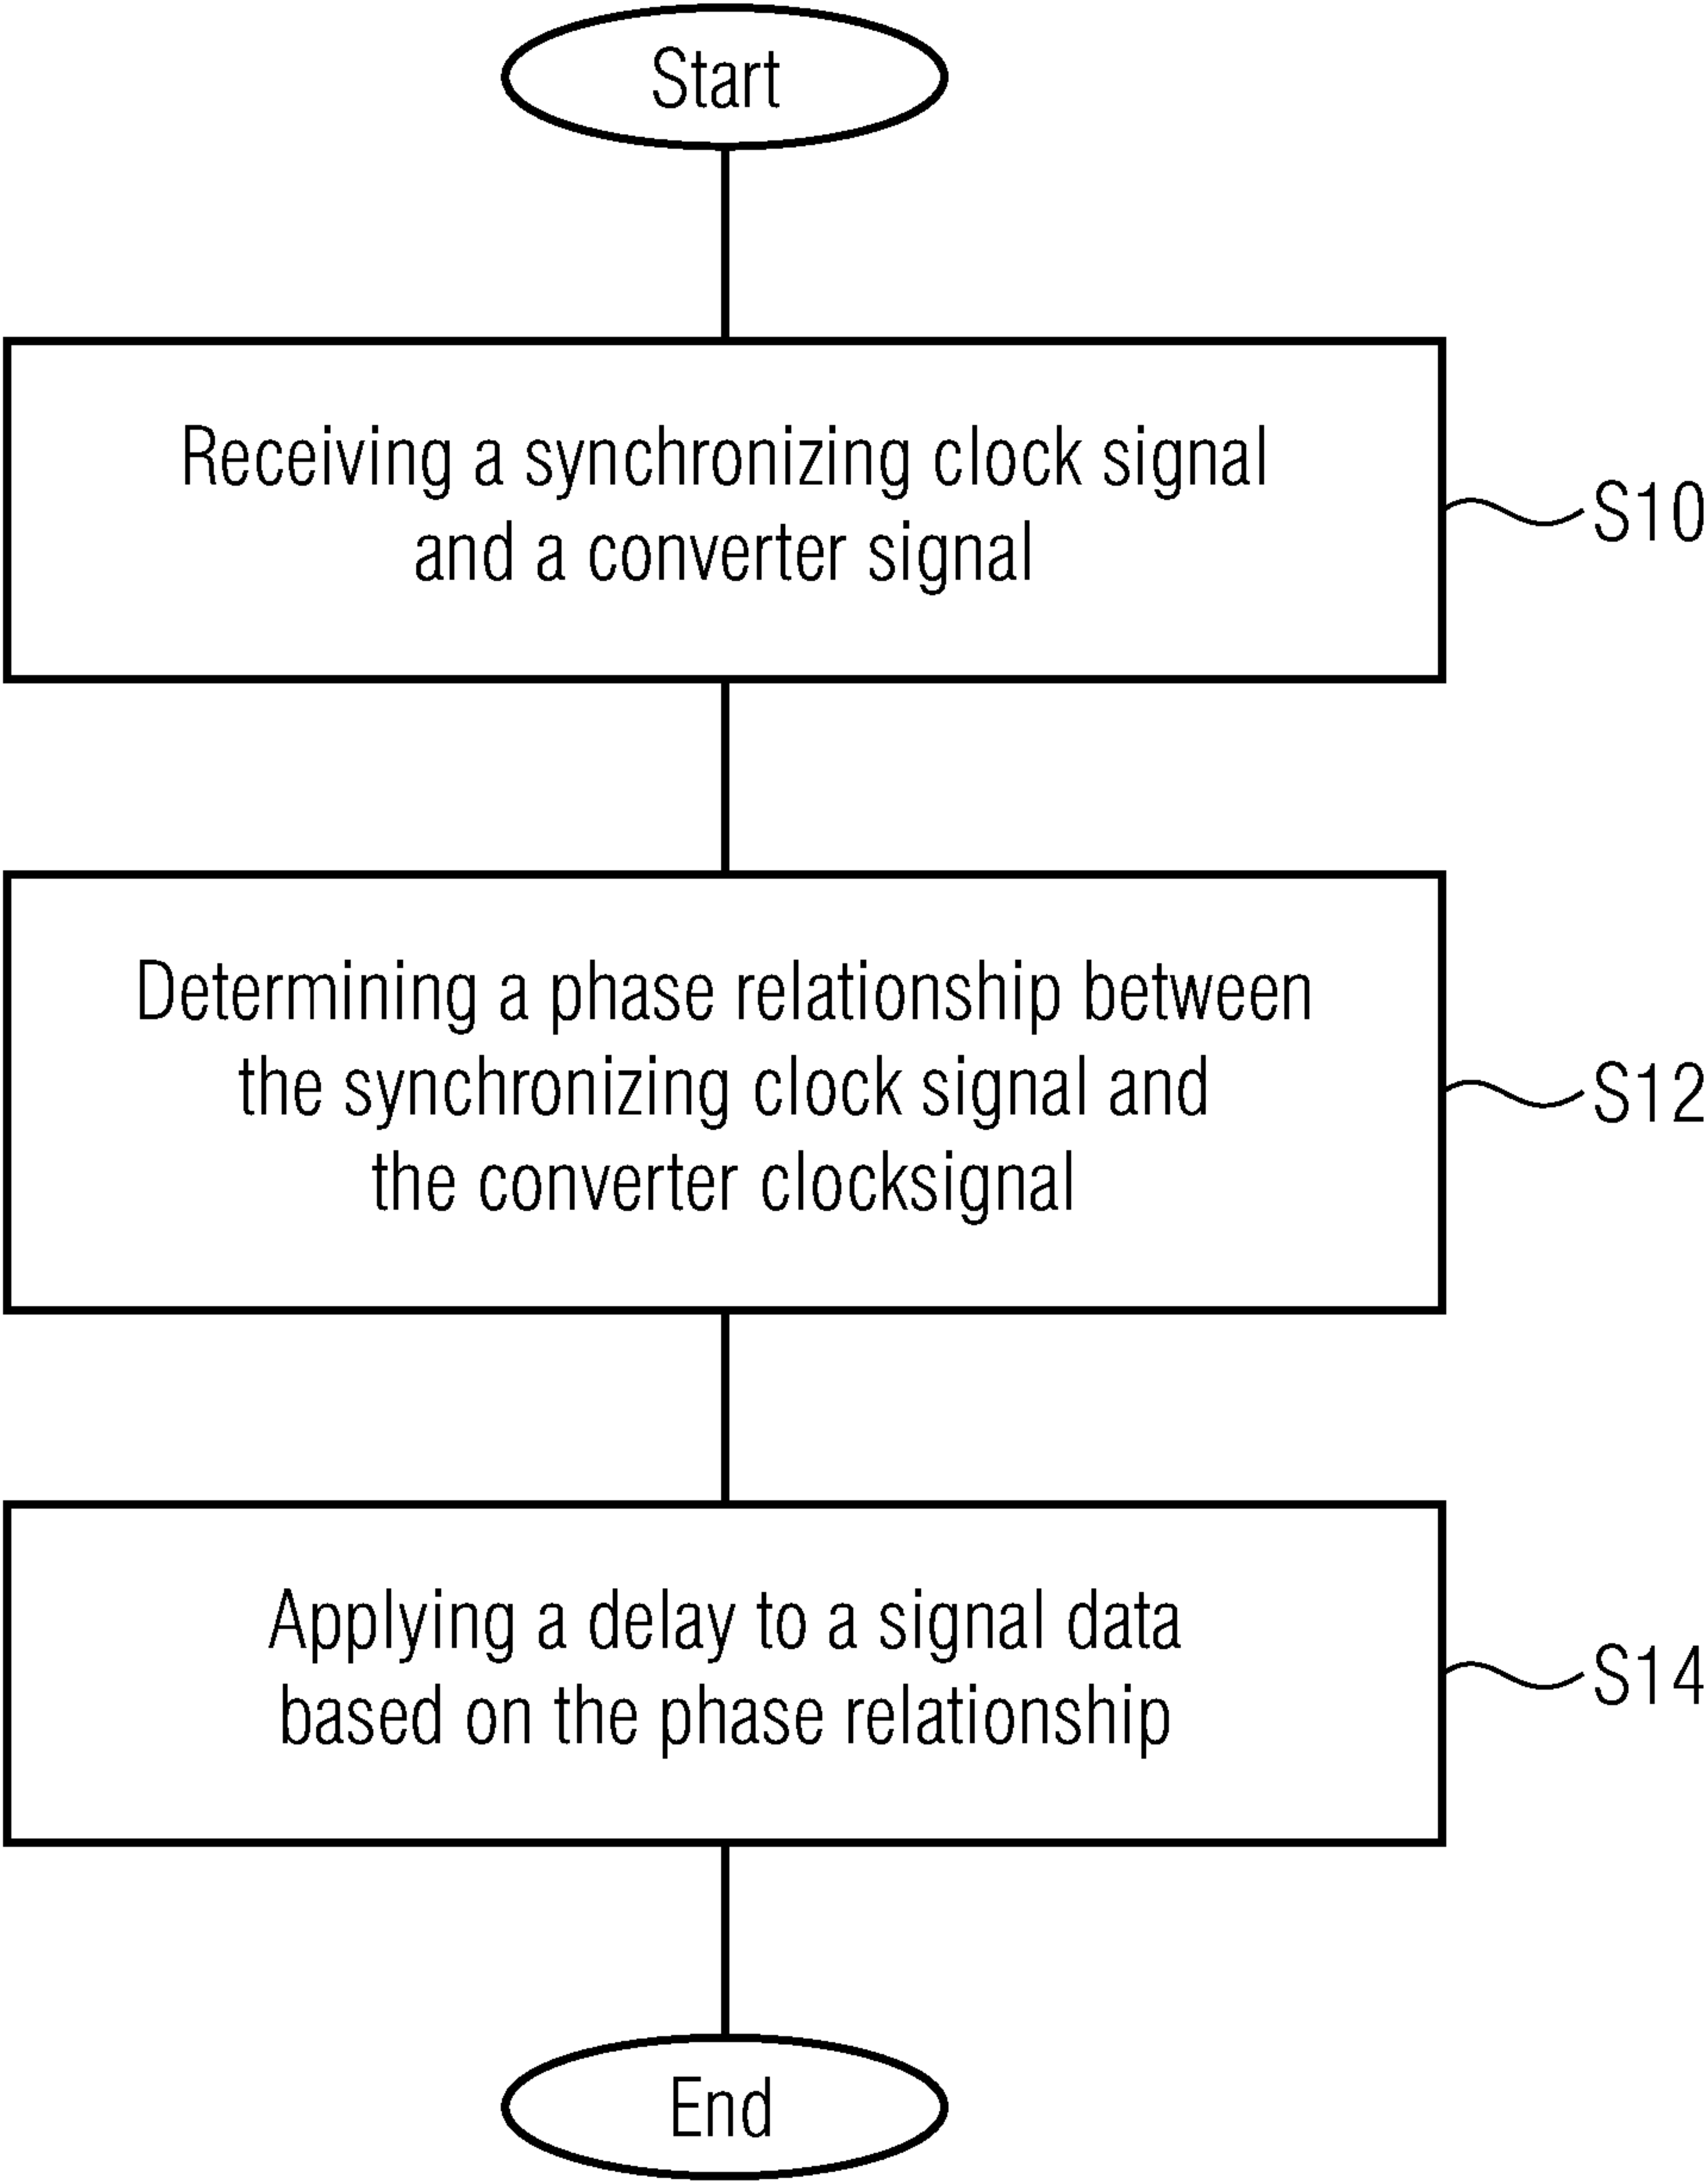 Start
Receiving a synchronizing clock signal
and a converter signal
S10
Determining a phase relationship between
the synchronizing clock signal and
the converter clocksignal
S12
Applying a delay to a signal data
based on the phase relationship
S14
End